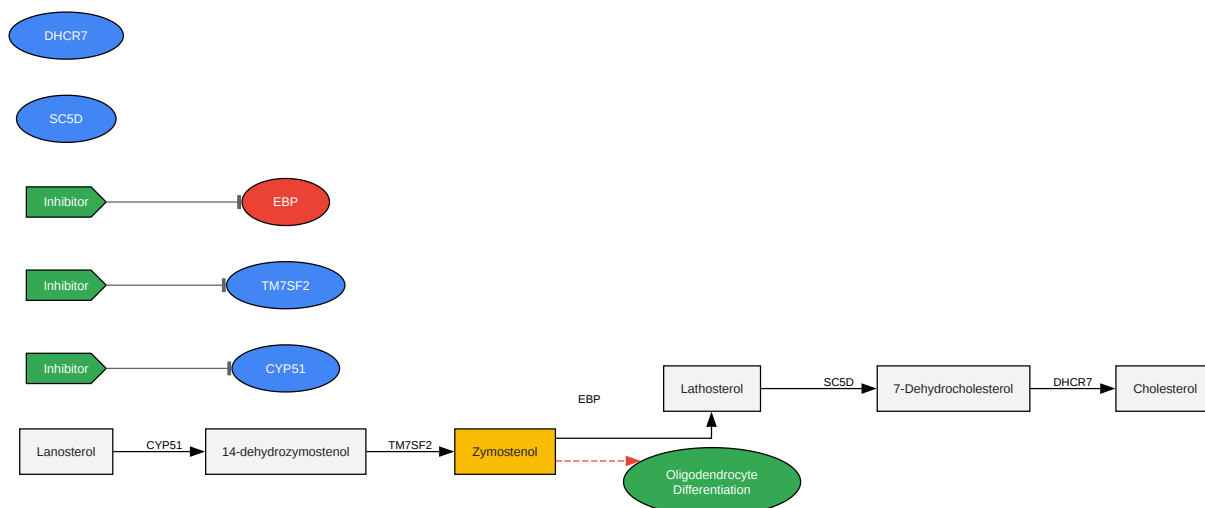 DHCR7
SC5D
Inhibitor
EBP
Inhibitor
TM7SF2
Inhibitor
CYP51
EBP
Lathosterol
SC5D
7-Dehydrocholesterol
DHCR7
Cholesterol
Lanosterol
CYP51
14-dehydrozymostenol
TM7SF2
Zymostenol
Oligodendrocyte
Differentiation